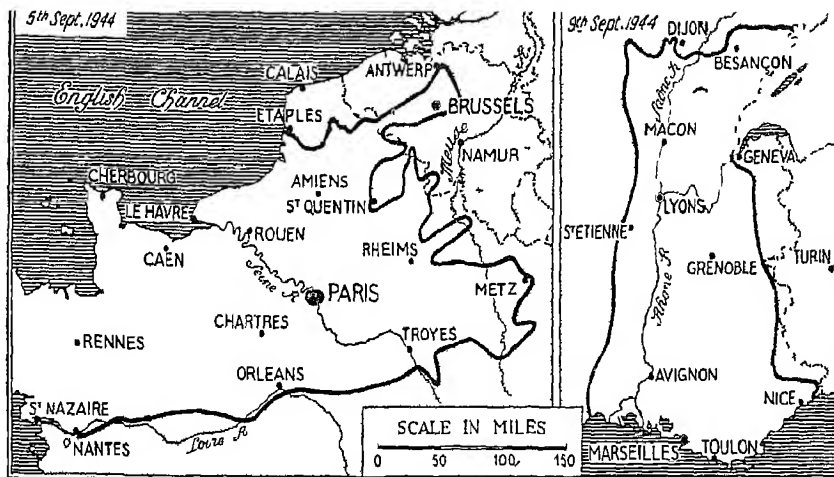 5th Sept. 1944
English Channel
CALAIS
ETAPLES
ANTWERP
BRUSSELS
Meuse
NAMUR
CHERBOURG
LE HAVRE
CAËN
AMIENS
ST QUENTIN
ROUEN
RHEIMS
Seine R
PARIS
METZ
RENNES
CHARTRES
TROYES
ORLEANS
ST NAZAIRE
NANTES
Loire R
SCALE IN MILES
0 50 100 150
9th Sept. 1944
DIJON
BESANÇON
Saône R
MACON
GENEVA
LYONS
ST ETIENNE
GRENOBLE
TURIN
Rhone R
AVIGNON
NICE
MARSEILLES
TOULON